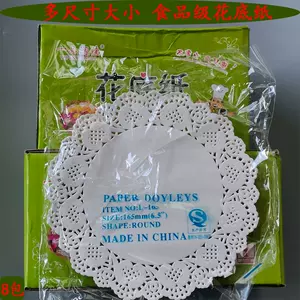 多尺寸大小 食品级花底纸
花底纸
PAPER DOYLEYS
SIZE:165mm(6.5")
SHAPE:ROUND
MADE IN CHINA
8包